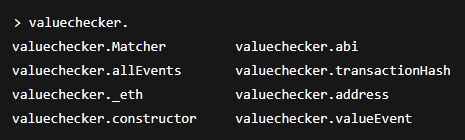 > valuechecker.
valuechecker.Matcher valuechecker.abi
valuechecker.allEvents valuechecker.transactionHash
valuechecker._eth valuechecker.address
valuechecker.constructor valuechecker.valueEvent